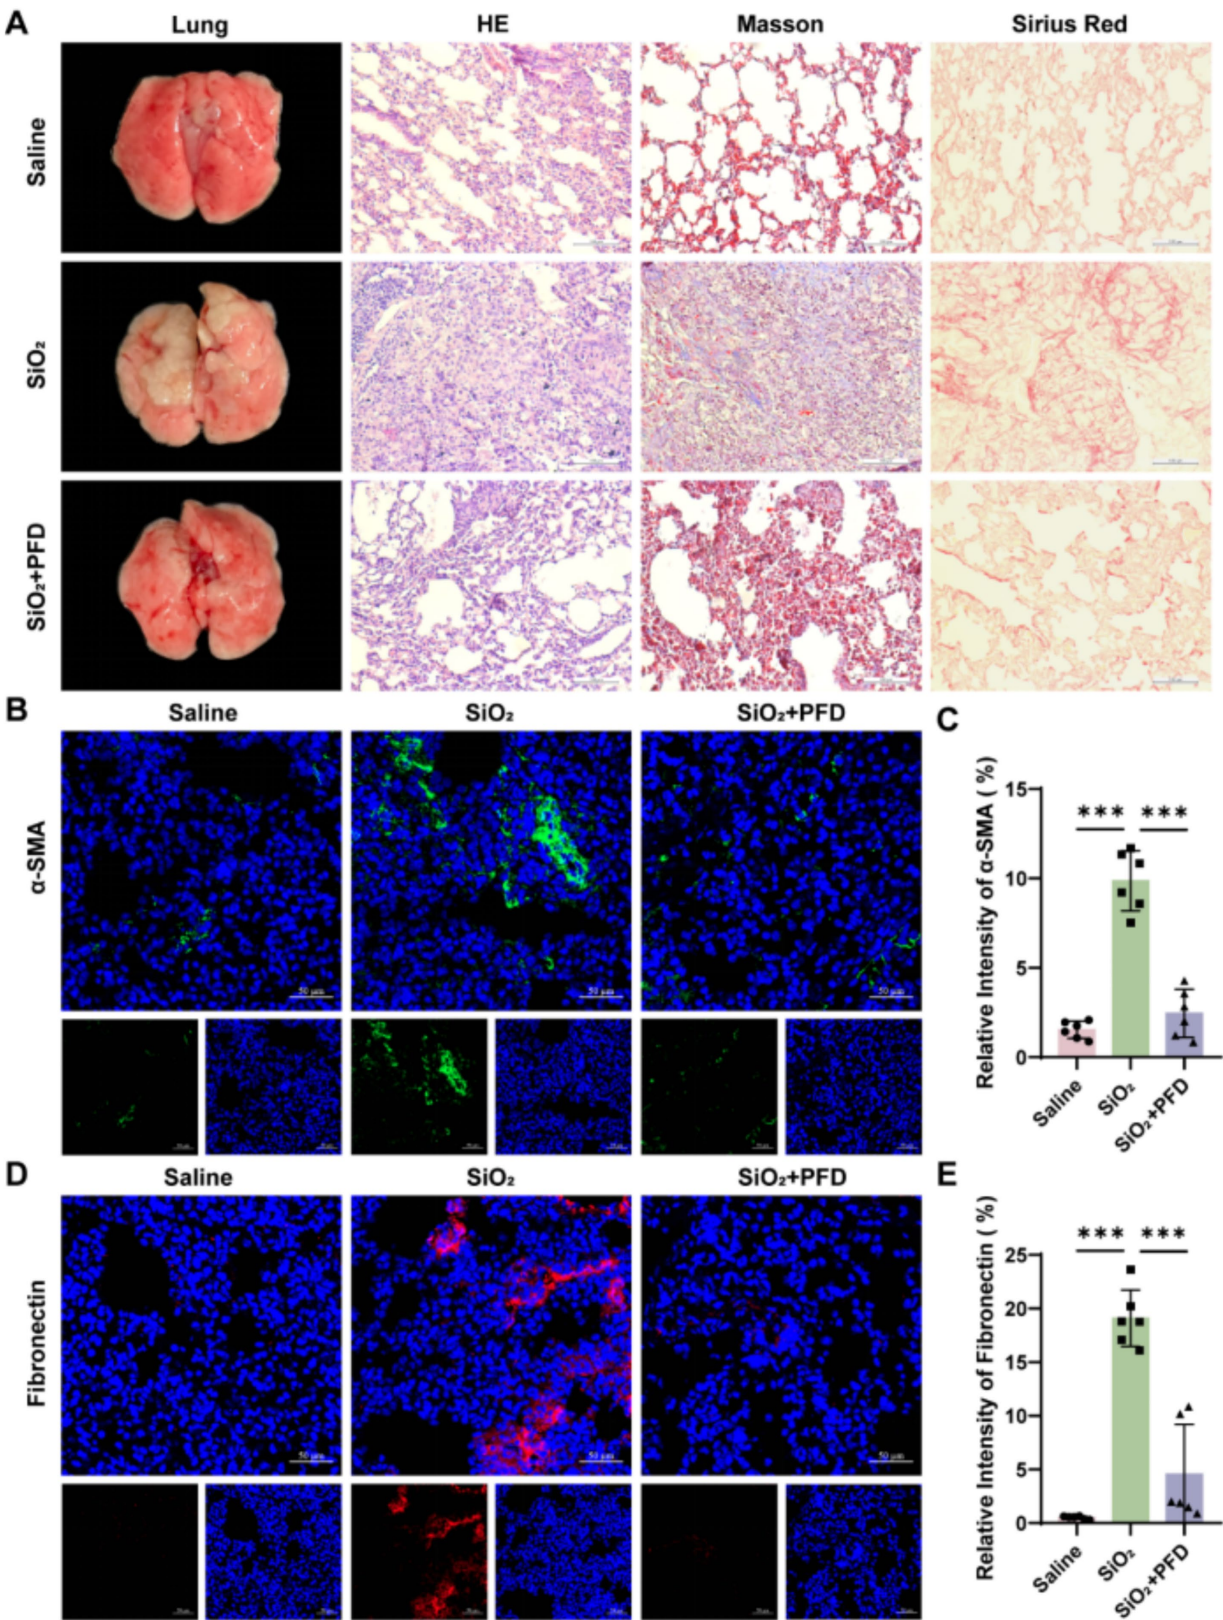 A
Lung HE Masson Sirius Red
Saline
SiO₂
SiO₂+PFD
B
Saline SiO₂ SiO₂+PFD
α-SMA
50 μm 50 μm 50 μm
C
Relative Intensity of α-SMA ( %)
15
10
5
0
*** ***
Saline SiO₂ SiO₂+PFD
D
Saline SiO₂ SiO₂+PFD
Fibronectin
50 μm 50 μm 50 μm
E
Relative Intensity of Fibronectin ( %)
25
20
15
10
5
0
*** ***
Saline SiO₂ SiO₂+PFD